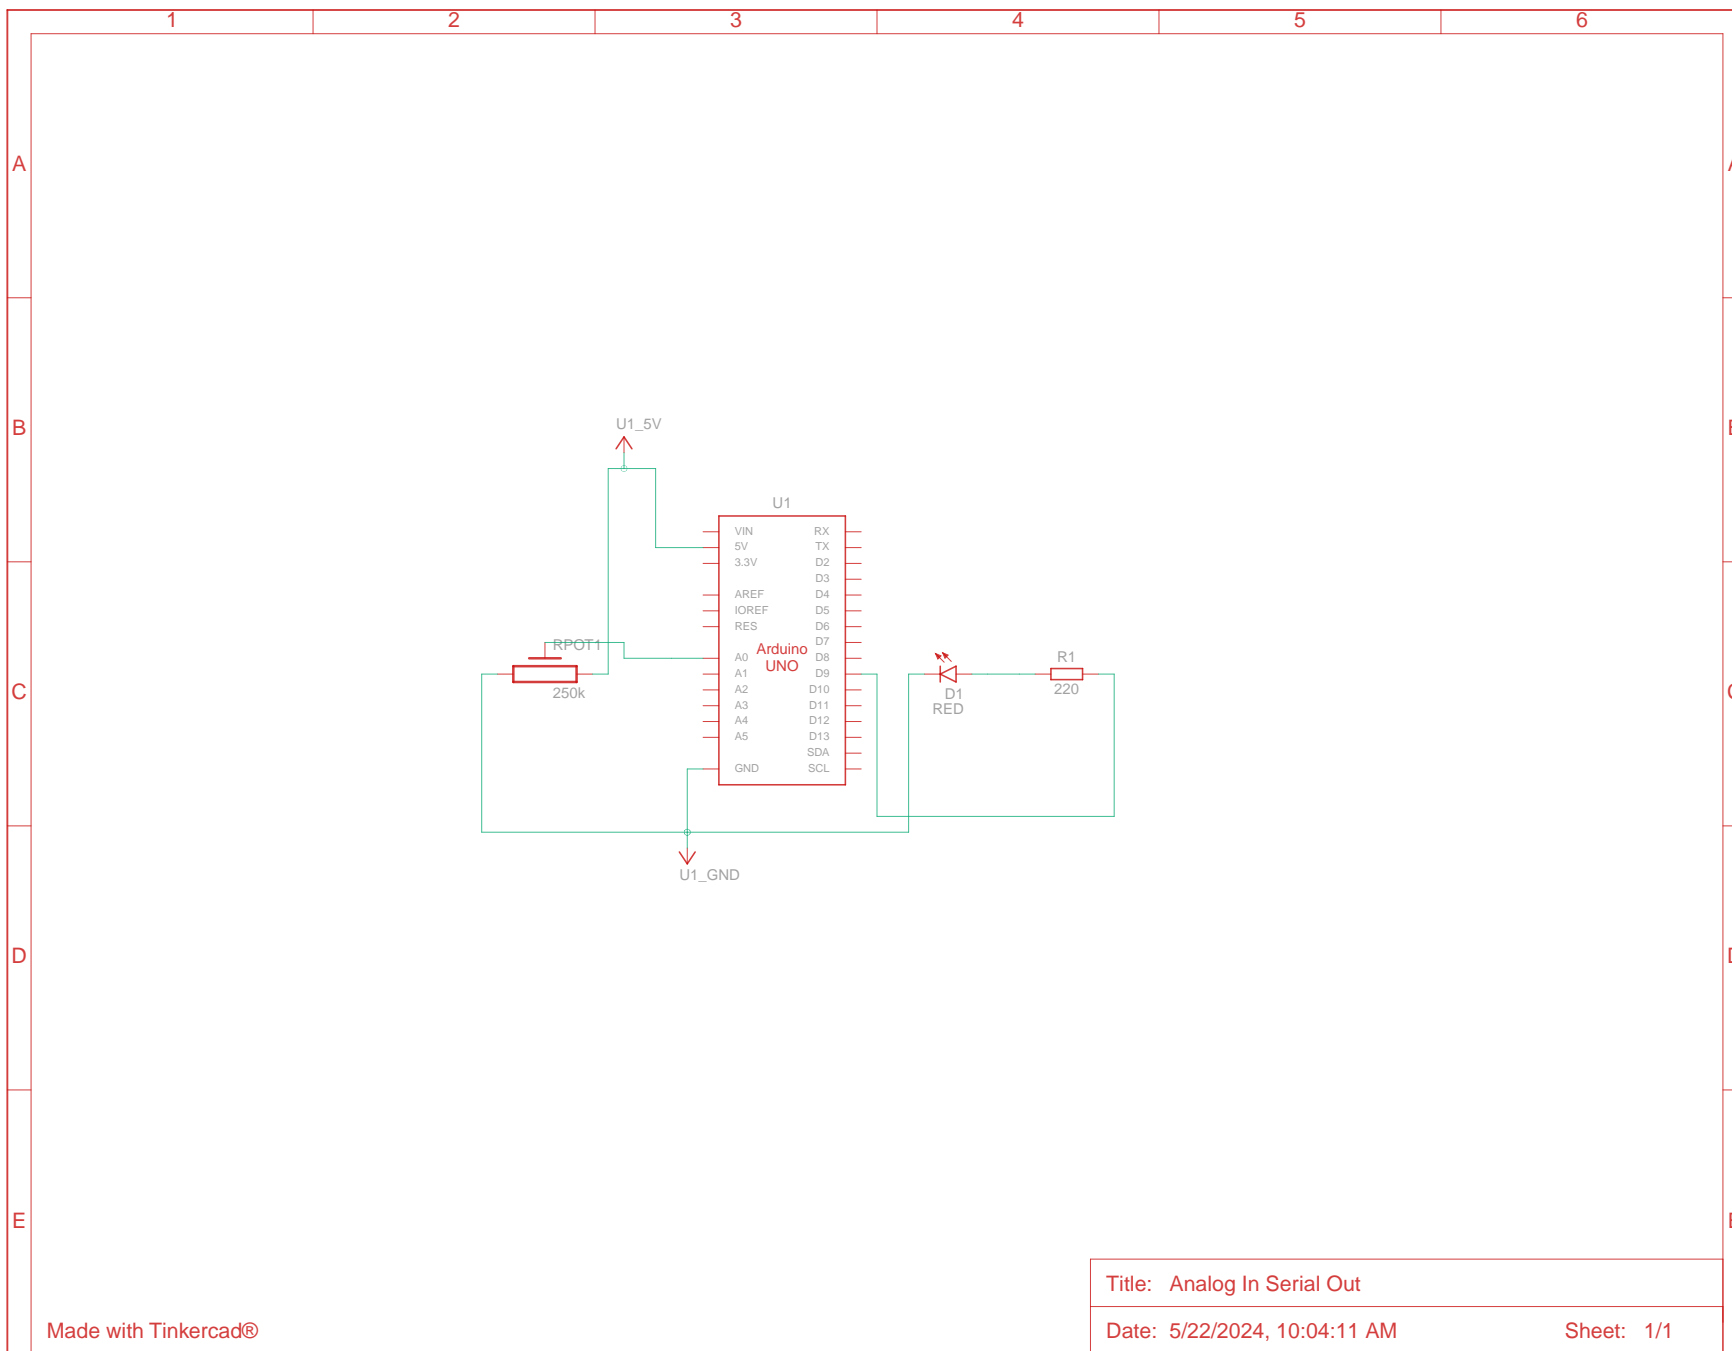 1 2 3 4 5 6
A
B
C
D
E
U1_5V
U1
VIN RX
5V TX
3.3V D2
D3
AREF D4
IOREF D5
RES D6
D7
Arduino
UNO
A0 D8
A1 D9
A2 D10
A3 D11
A4 D12
A5 D13
SDA
GND SCL
RPOT1
250k
D1
RED
R1
220
U1_GND
Title: Analog In Serial Out
Date: 5/22/2024, 10:04:11 AM Sheet: 1/1
Made with Tinkercad®